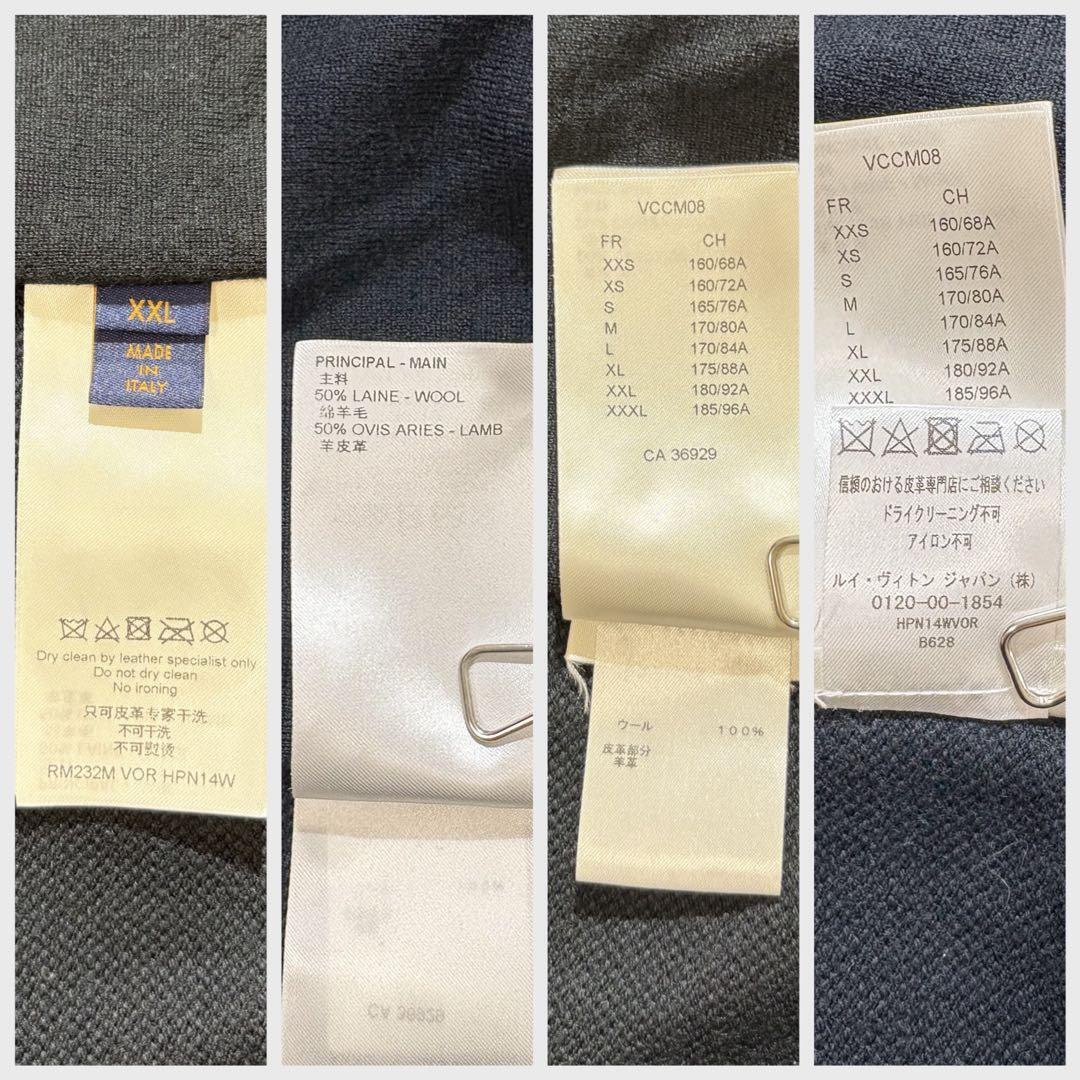 XXL
MADE
IN
ITALY
Dry clean by leather specialist only
Do not dry clean
No ironing
只可皮革专家干洗
不可干洗
不可熨烫
RM232M VOR HPN14W
PRINCIPAL - MAIN
主料
50% LAINE - WOOL
绵羊毛
50% OVIS ARIES - LAMB
羊皮革
CA 36929
VCCM08
FR CH
XXS 160/68A
XS 160/72A
S 165/76A
M 170/80A
L 170/84A
XL 175/88A
XXL 180/92A
XXXL 185/96A
CA 36929
ウール 100%
皮革部分
羊革
VCCM08
FR CH
XXS 160/68A
XS 160/72A
S 165/76A
M 170/80A
L 170/84A
XL 175/88A
XXL 180/92A
XXXL 185/96A
信頼のおける皮革専門店にご相談ください
ドライクリーニング不可
アイロン不可
ルイ・ヴィトン ジャパン (株)
0120-00-1854
HPN14WVOR
B628